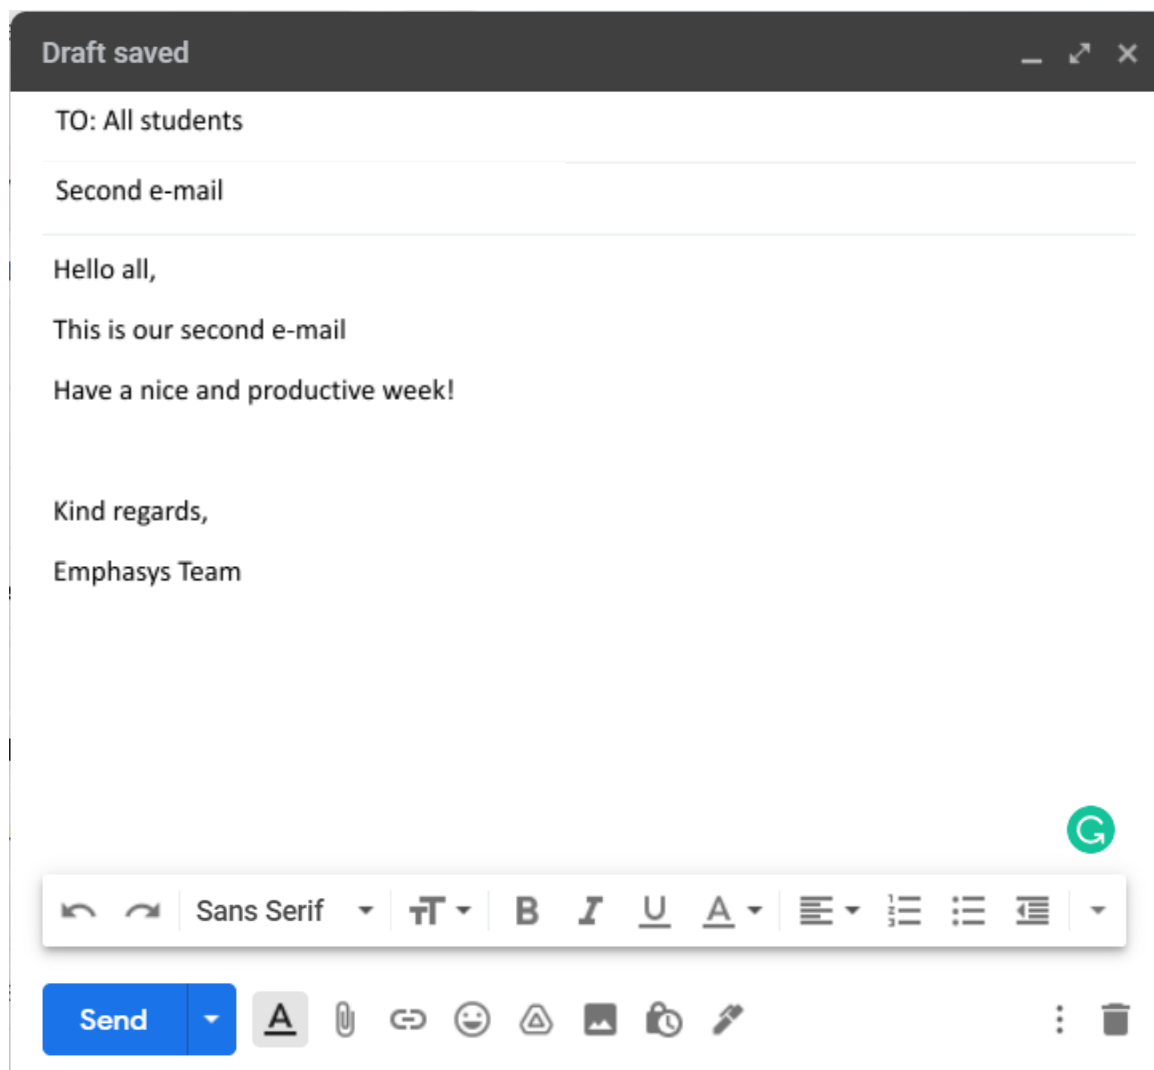 Draft saved
TO: All students
Second e-mail
Hello all,
This is our second e-mail
Have a nice and productive week!
Kind regards,
Emphasys Team
Sans Serif
Send